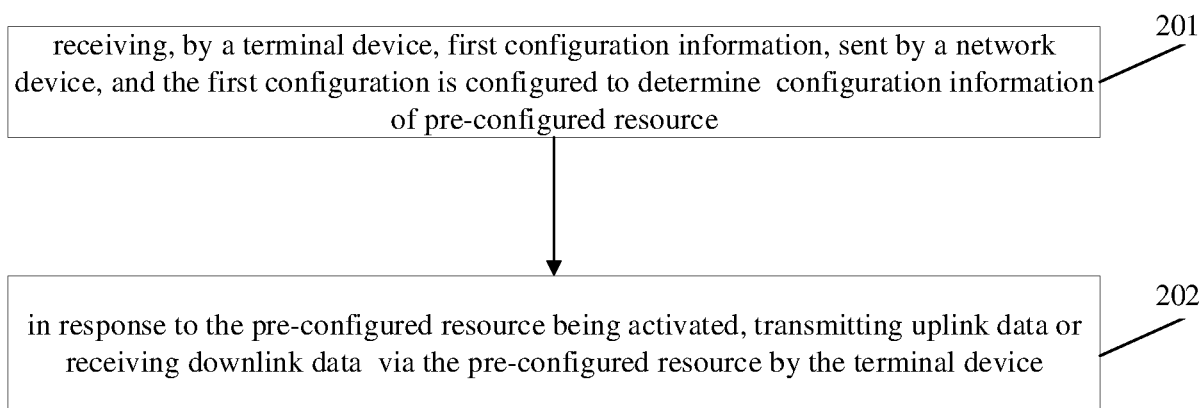 201
receiving, by a terminal device, first configuration information, sent by a network
device, and the first configuration is configured to determine configuration information
of pre-configured resource
202
in response to the pre-configured resource being activated, transmitting uplink data or
receiving downlink data via the pre-configured resource by the terminal device